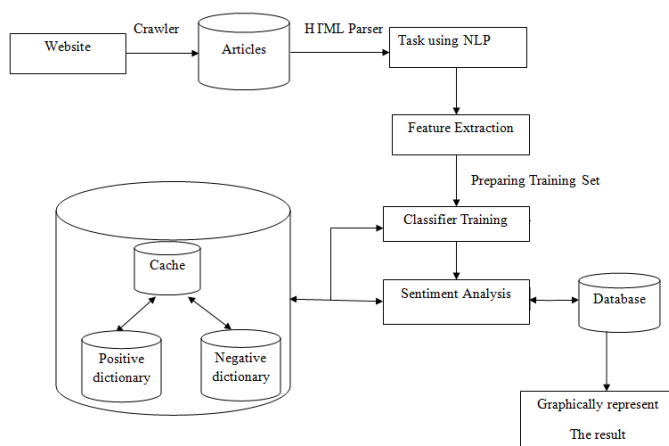 Website
Crawler
Articles
HTML Parser
Task using NLP
Feature Extraction
Preparing Training Set
Classifier Training
Cache
Sentiment Analysis
Database
Positive
dictionary
Negative
dictionary
Graphically represent
The result